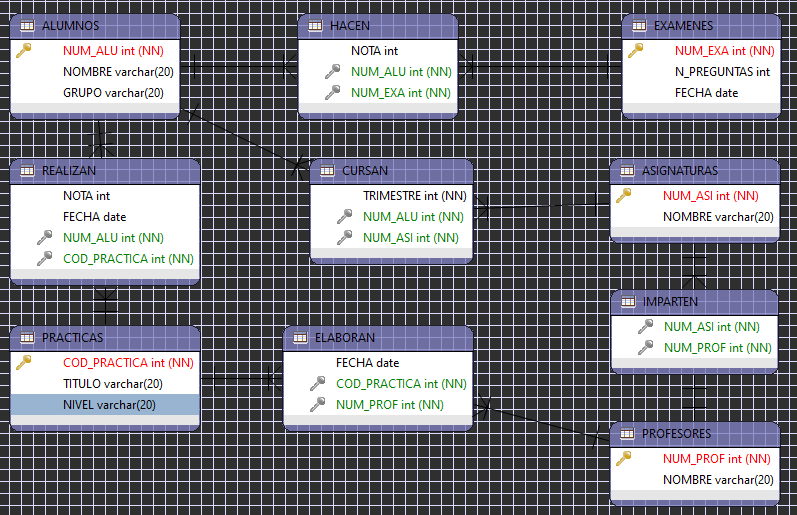 ALUMNOS
NUM_ALU int (NN)
NOMBRE varchar(20)
GRUPO varchar(20)
HACEN
NOTA int
NUM_ALU int (NN)
NUM_EXA int (NN)
EXAMENES
NUM_EXA int (NN)
N_PREGUNTAS int
FECHA date
REALIZAN
NOTA int
FECHA date
NUM_ALU int (NN)
COD_PRACTICA int (NN)
CURSAN
TRIMESTRE int (NN)
NUM_ALU int (NN)
NUM_ASI int (NN)
ASIGNATURAS
NUM_ASI int (NN)
NOMBRE varchar(20)
IMPARTEN
NUM_ASI int (NN)
NUM_PROF int (NN)
PRACTICAS
COD_PRACTICA int (NN)
TITULO varchar(20)
NIVEL varchar(20)
ELABORAN
FECHA date
COD_PRACTICA int (NN)
NUM_PROF int (NN)
PROFESORES
NUM_PROF int (NN)
NOMBRE varchar(20)